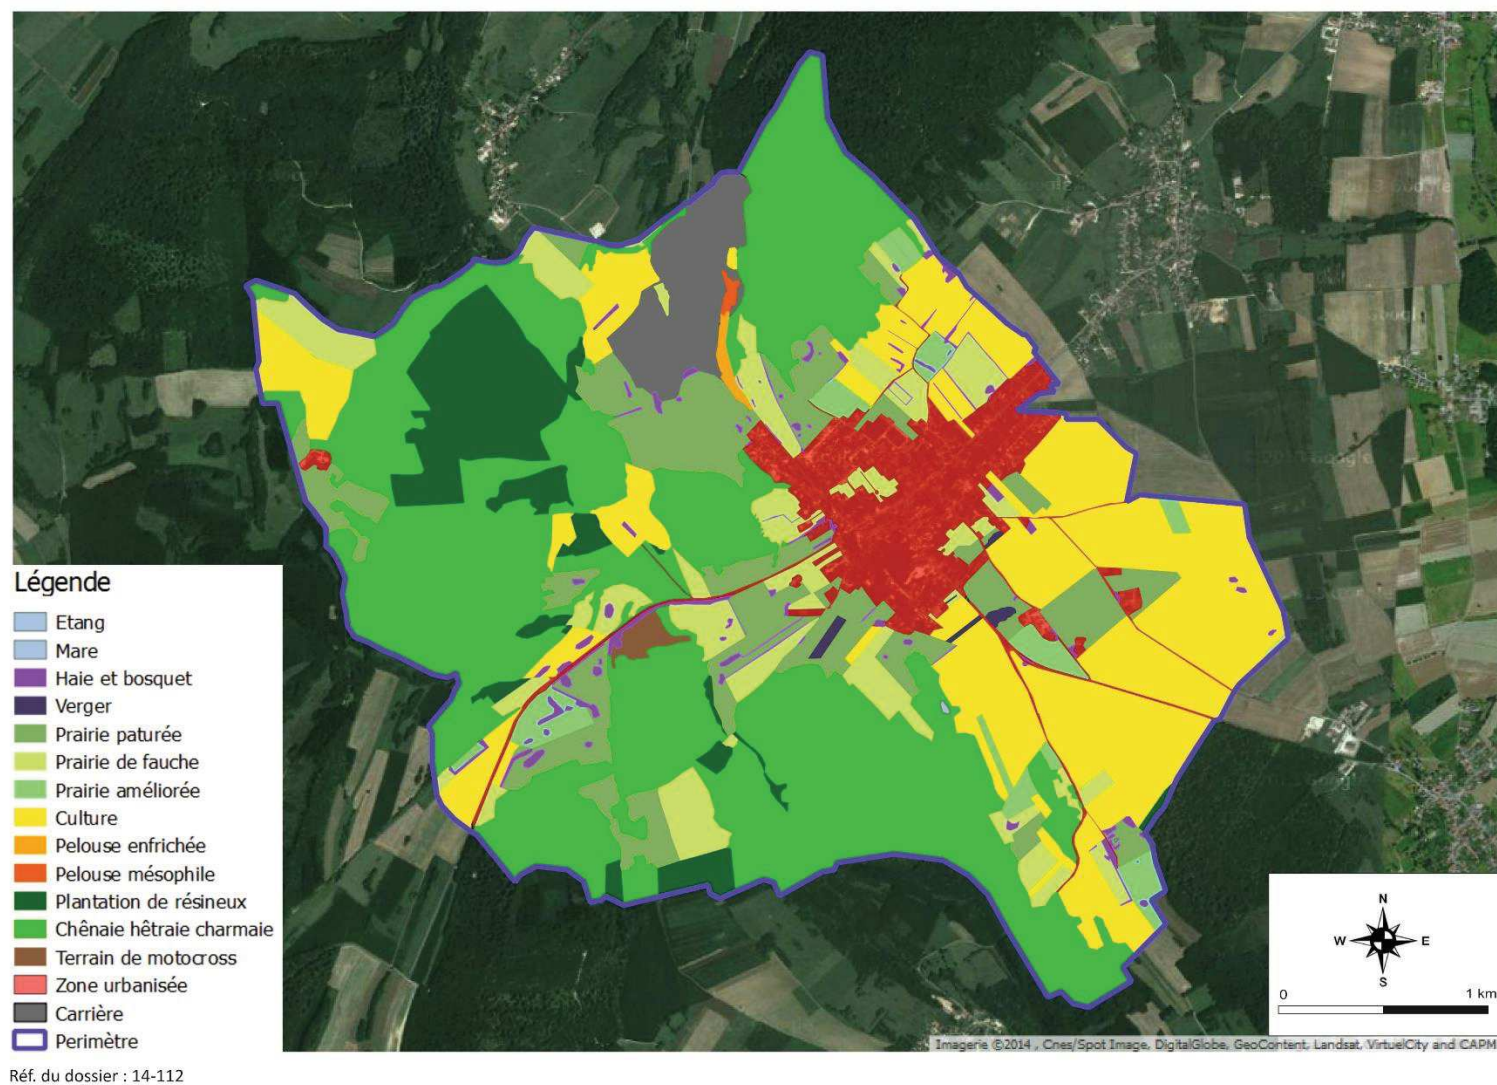 Légende
Etang
Mare
Haie et bosquet
Verger
Prairie paturée
Prairie de fauche
Prairie améliorée
Culture
Pelouse enfrichée
Pelouse mésophile
Plantation de résineux
Chênaie hêtraie charmaie
Terrain de motocross
Zone urbanisée
Carrière
Perimètre
N
W E
S
0 1 km
Imagerie ©2014 , Cnes/Spot Image, DigitalGlobe, GeoContent, Landsat, VirtuelCity and CAPM
Réf. du dossier : 14-112